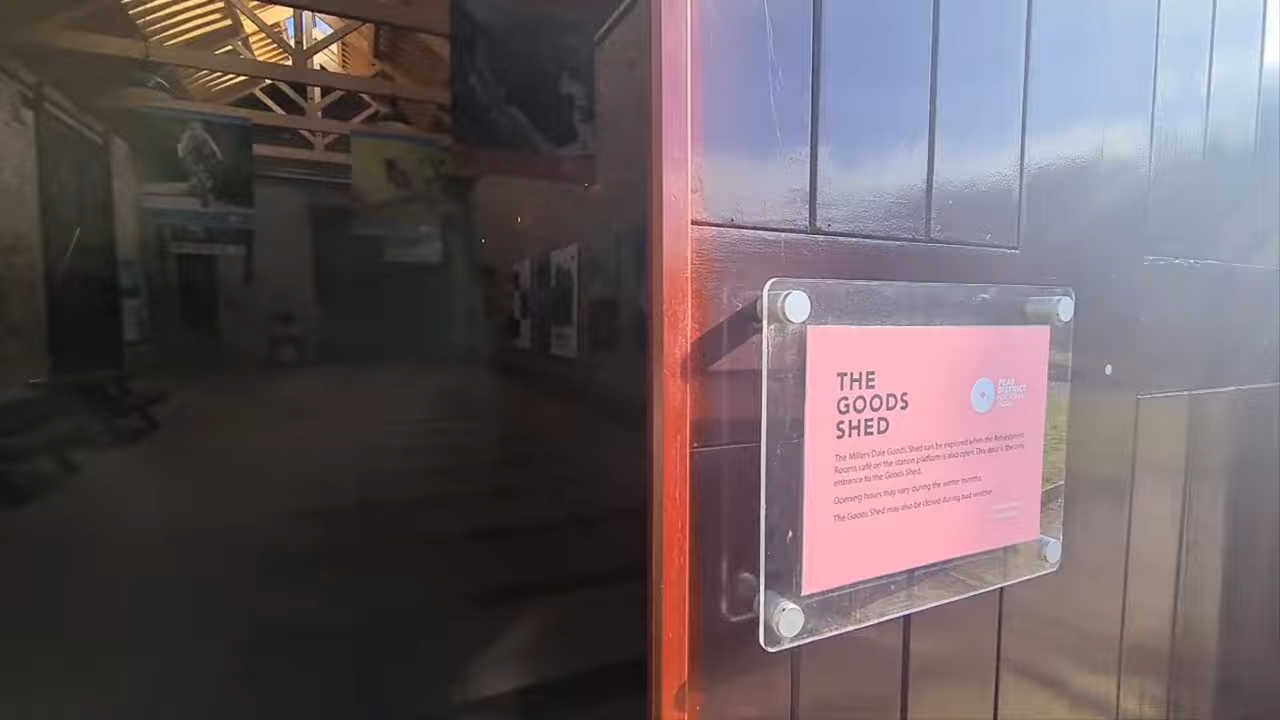 THE
GOODS
SHED
PEAK
DISTRICT
NATIONAL
PARK
The Millers Dale Goods Shed can be explored when the Refreshment
Rooms café on the station platform is also open. This door is the only
entrance to the Goods Shed.
Opening hours may vary during the winter months.
The Goods Shed may also be closed during bad weather.